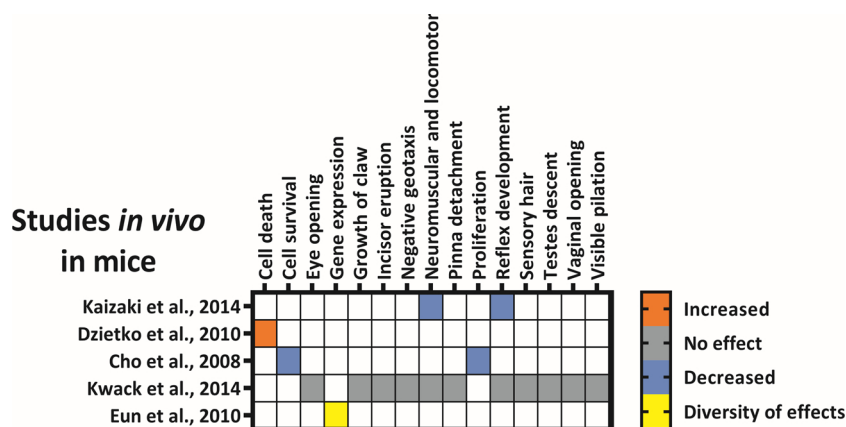 Studies in vivo
in mice
Cell death
Cell survival
Eye opening
Gene expression
Growth of claw
Incisor eruption
Negative geotaxis
Neuromuscular and locomotor
Pinna detachment
Proliferation
Reflex development
Sensory hair
Testes descent
Vaginal opening
Visible pilation
Kaizaki et al., 2014
Dzietko et al., 2010
Cho et al., 2008
Kwack et al., 2014
Eun et al., 2010
Increased
No effect
Decreased
Diversity of effects